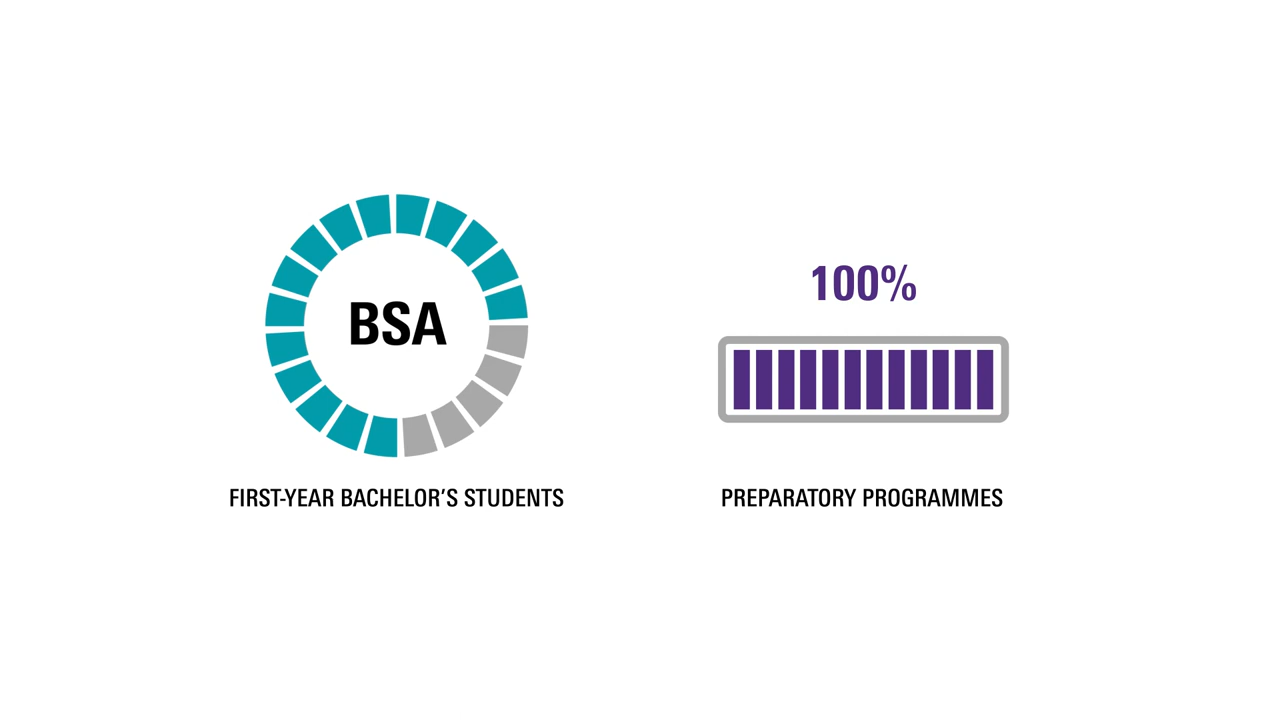 BSA
FIRST-YEAR BACHELOR’S STUDENTS
100%
PREPARATORY PROGRAMMES